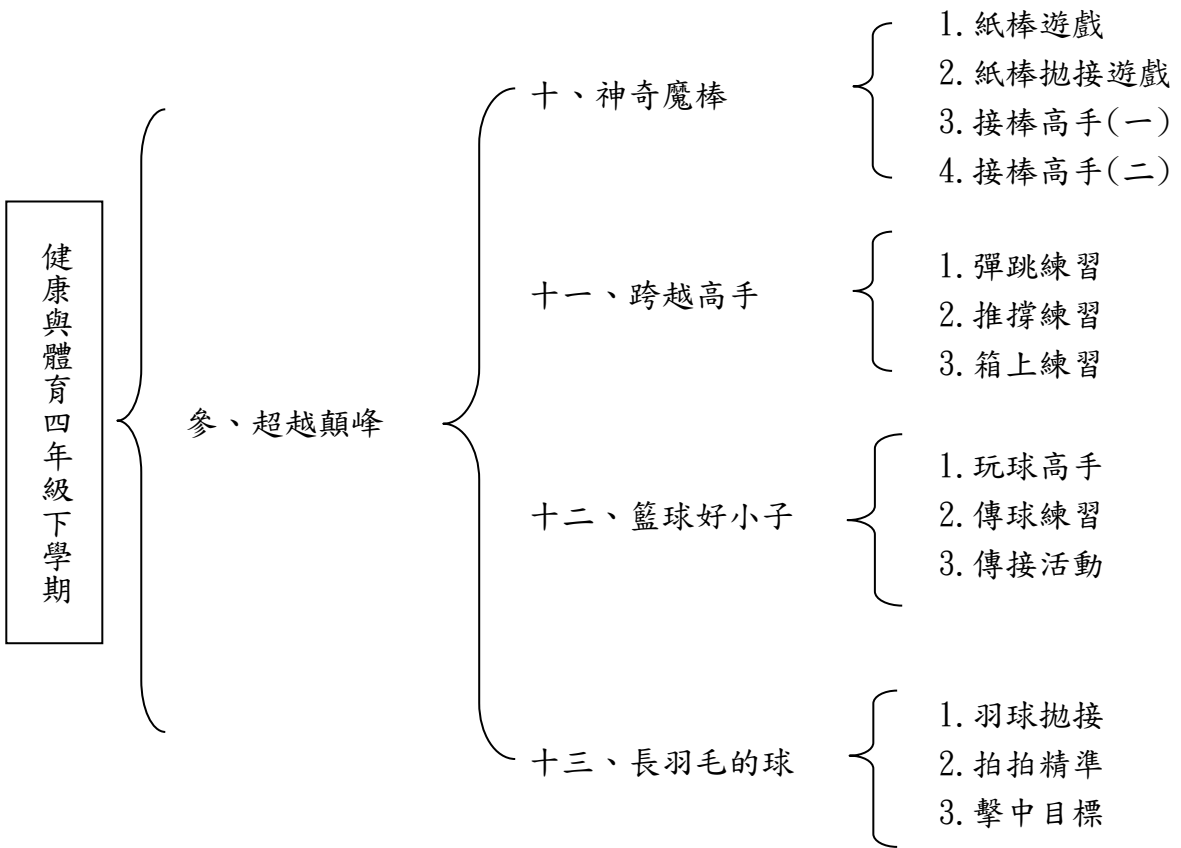 健康與體育四年級下學期
參、超越顛峰
十、神奇魔棒
1.紙棒遊戲
2.紙棒拋接遊戲
3.接棒高手(一)
4.接棒高手(二)
十一、跨越高手
1.彈跳練習
2.推撐練習
3.箱上練習
十二、籃球好小子
1.玩球高手
2.傳球練習
3.傳接活動
十三、長羽毛的球
1.羽球拋接
2.拍拍精準
3.擊中目標